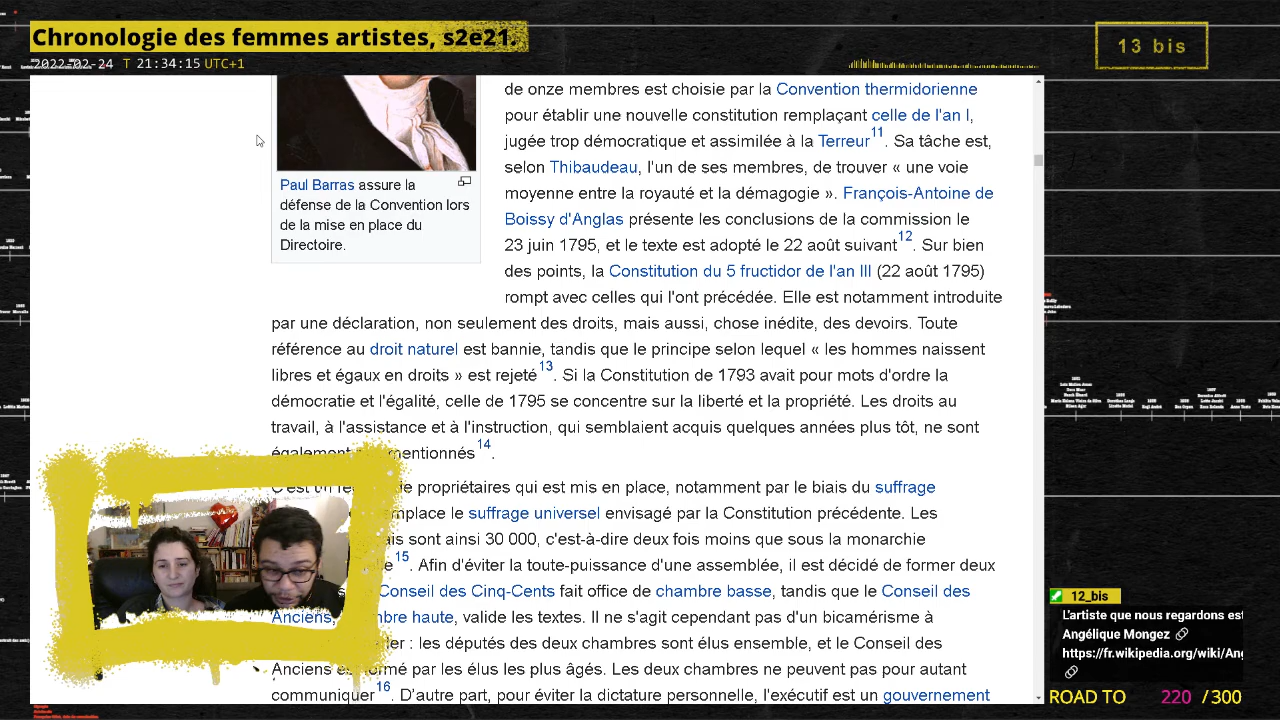 Chronologie des femmes artistes, s2e21.
2022-02-24 T 21:34:15 UTC+1
13 bis
de onze membres est choisie par la Convention thermidorienne
pour établir une nouvelle constitution remplaçant celle de l'an I,
jugée trop démocratique et assimilée à la Terreur11. Sa tâche est,
selon Thibaudeau, l'un de ses membres, de trouver « une voie
moyenne entre la royauté et la démagogie ». François-Antoine de
Boissy d'Anglas présente les conclusions de la commission le
23 juin 1795, et le texte est adopté le 22 août suivant12. Sur bien
des points, la Constitution du 5 fructidor de l'an III (22 août 1795)
rompt avec celles qui l'ont précédée. Elle est notamment introduite
Paul Barras assure la
défense de la Convention lors
de la mise en place du
Directoire.
par une déclaration, non seulement des droits, mais aussi, chose inédite, des devoirs. Toute
référence au droit naturel est bannie, tandis que le principe selon lequel « les hommes naissent
libres et égaux en droits » est rejeté13. Si la Constitution de 1793 avait pour mots d'ordre la
démocratie et l'égalité, celle de 1795 se concentre sur la liberté et la propriété. Les droits au
travail, à l'assistance et à l'instruction, qui semblaient acquis quelques années plus tôt, ne sont
également mentionnés14.
C'est un propriétaires qui est mis en place, notamment par le biais du suffrage
mplace le suffrage universel envisagé par la Constitution précédente. Les
sont ainsi 30 000, c'est-à-dire deux fois moins que sous la monarchie
15. Afin d'éviter la toute-puissance d'une assemblée, il est décidé de former deux
Conseil des Cinq-Cents fait office de chambre basse, tandis que le Conseil des
Anciens, mbre haute, valide les textes. Il ne s'agit cependant pas d'un bicamérisme à
: les députés des deux chambres sont élus ensemble, et le Conseil des
Anciens rmé par les élus les plus âgés. Les deux chambres ne peuvent pas pour autant
communiquer16. D'autre part, pour éviter la dictature personnelle, l'exécutif est un gouvernement
12_bis
L'artiste que nous regardons est
Angélique Mongez
https://fr.wikipedia.org/wiki/Ang
ROAD TO 220 / 300